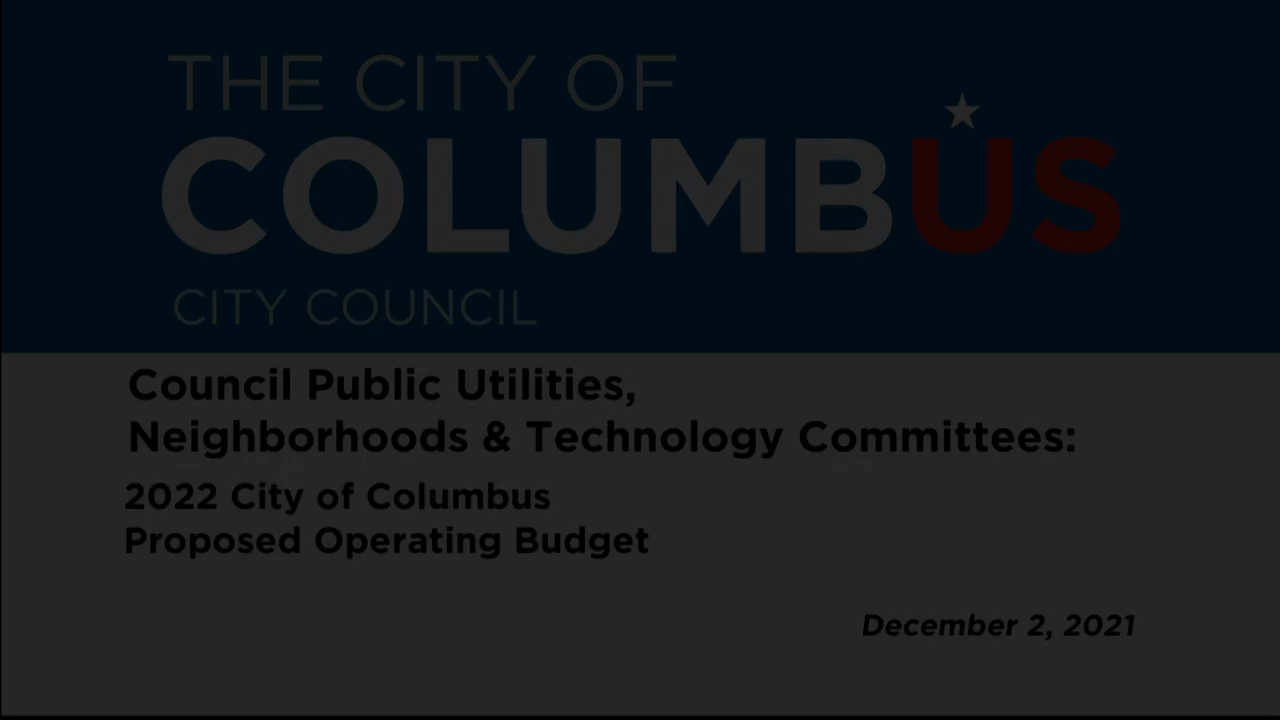 THE CITY OF
COLUMBUS
CITY COUNCIL
Council Public Utilities,
Neighborhoods & Technology Committees:
2022 City of Columbus
Proposed Operating Budget
December 2, 2021